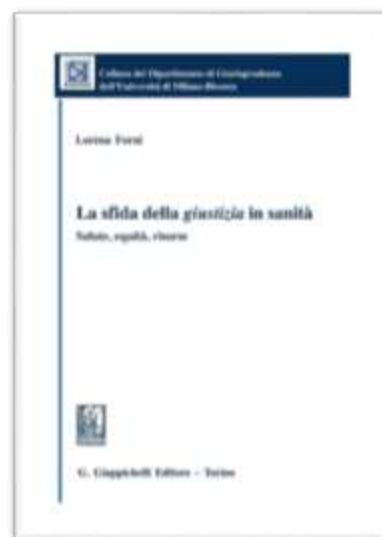 Collana del Dipartimento di Giurisprudenza
dell'Università di Milano-Bicocca
Lorena Forni
La sfida della giustizia in sanità
Salute, equità, risorse
G. Giappichelli Editore – Torino